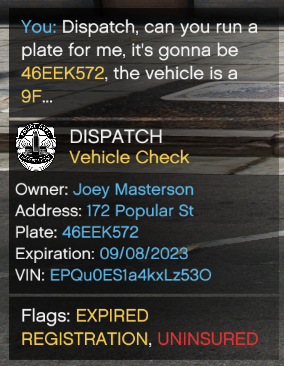 You: Dispatch, can you run a
plate for me, it's gonna be
46EEK572, the vehicle is a
9F...
DISPATCH
Vehicle Check
Owner: Joey Masterson
Address: 172 Popular St
Plate: 46EEK572
Expiration: 09/08/2023
VIN: EPQu0ES1a4kxLz53O
Flags: EXPIRED
REGISTRATION, UNINSURED